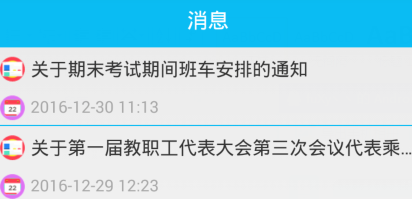 消息
关于期末考试期间班车安排的通知
22 2016-12-30 11:13
关于第一届教职工代表大会第三次会议代表乘...
22 2016-12-29 12:23